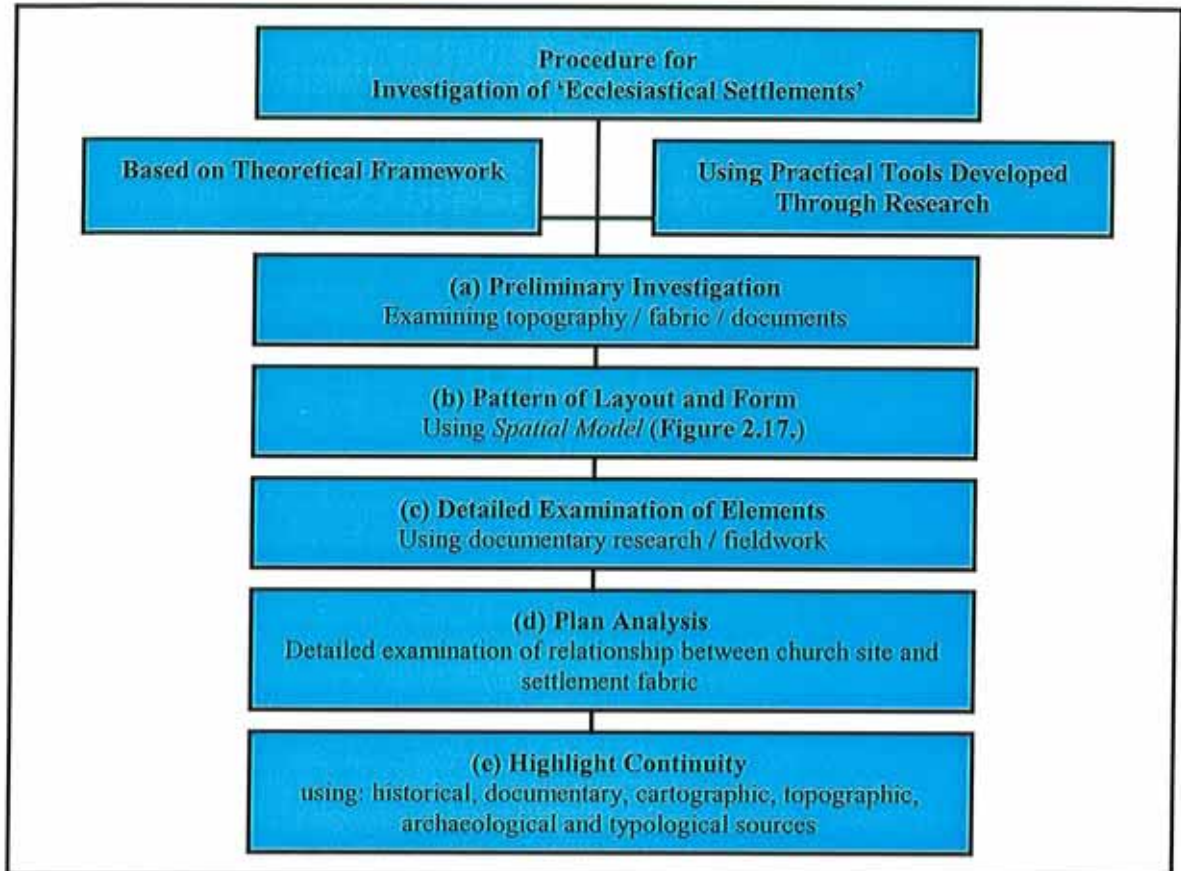 Procedure for
Investigation of ‘Ecclesiastical Settlements’
Based on Theoretical Framework
Using Practical Tools Developed
Through Research
(a) Preliminary Investigation
Examining topography / fabric / documents
(b) Pattern of Layout and Form
Using Spatial Model (Figure 2.17.)
(c) Detailed Examination of Elements
Using documentary research / fieldwork
(d) Plan Analysis
Detailed examination of relationship between church site and
settlement fabric
(e) Highlight Continuity
using: historical, documentary, cartographic, topographic,
archaeological and typological sources